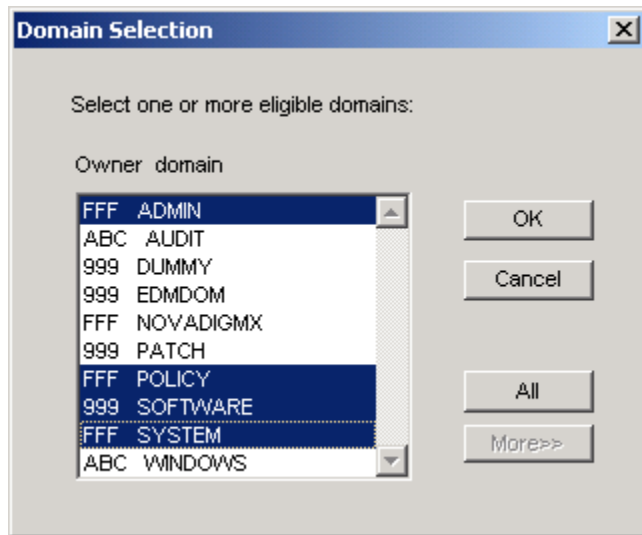 Domain Selection
Select one or more eligible domains:
Owner domain
FFF ADMIN
ABC AUDIT
999 DUMMY
999 EDMDOM
FFF NOVADIGMX
999 PATCH
FFF POLICY
999 SOFTWARE
FFF SYSTEM
ABC WINDOWS
OK
Cancel
All
More>>